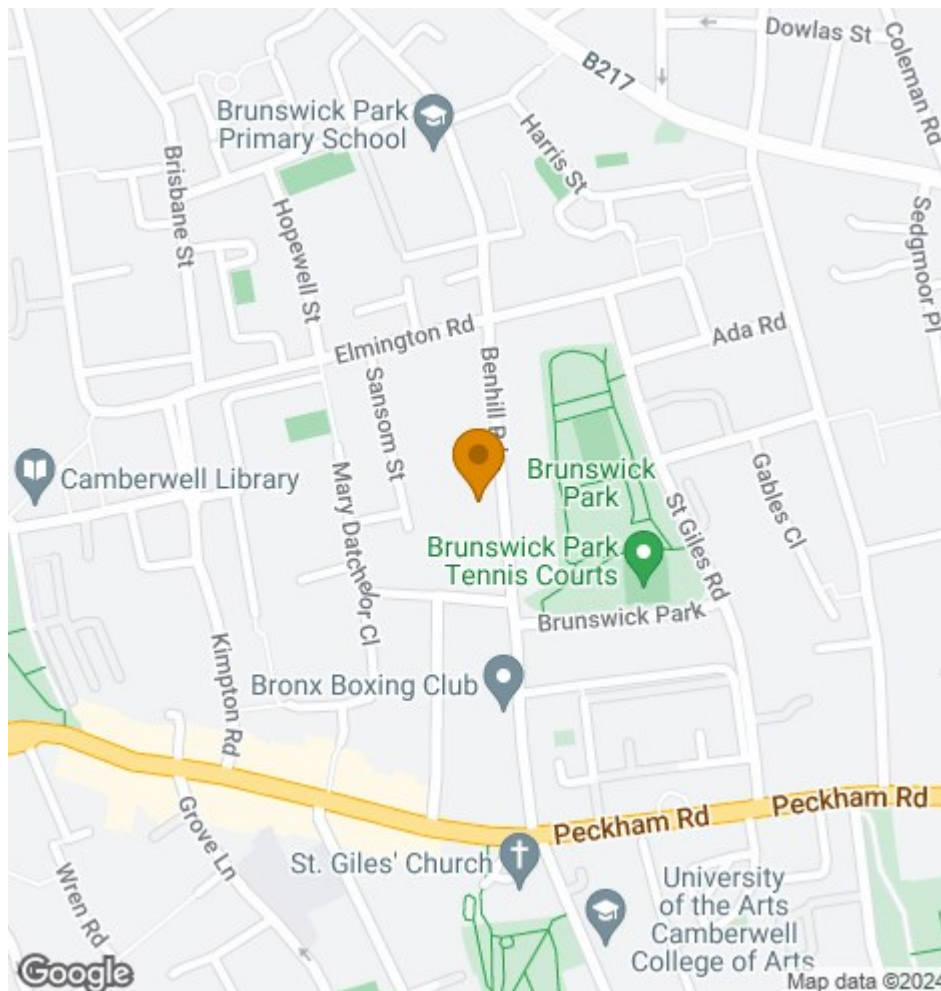 Dowlas St
Coleman Rd
B217
Brunswick Park
Primary School
Harris St
Brisbane St
Hopewell St
Sedgmoor Pl
Elmington Rd
Ada Rd
Benhill Rd
Sansom St
Camberwell Library
Mary Datchelor Cl
Brunswick
Park
Gables Cl
St Giles Rd
Brunswick Park
Tennis Courts
Brunswick Park
Kimpton Rd
Bronx Boxing Club
Peckham Rd
Peckham Rd
Grove Ln
St. Giles' Church
Wren Rd
University
of the Arts
Camberwell
College of Arts
Google
Map data ©2024